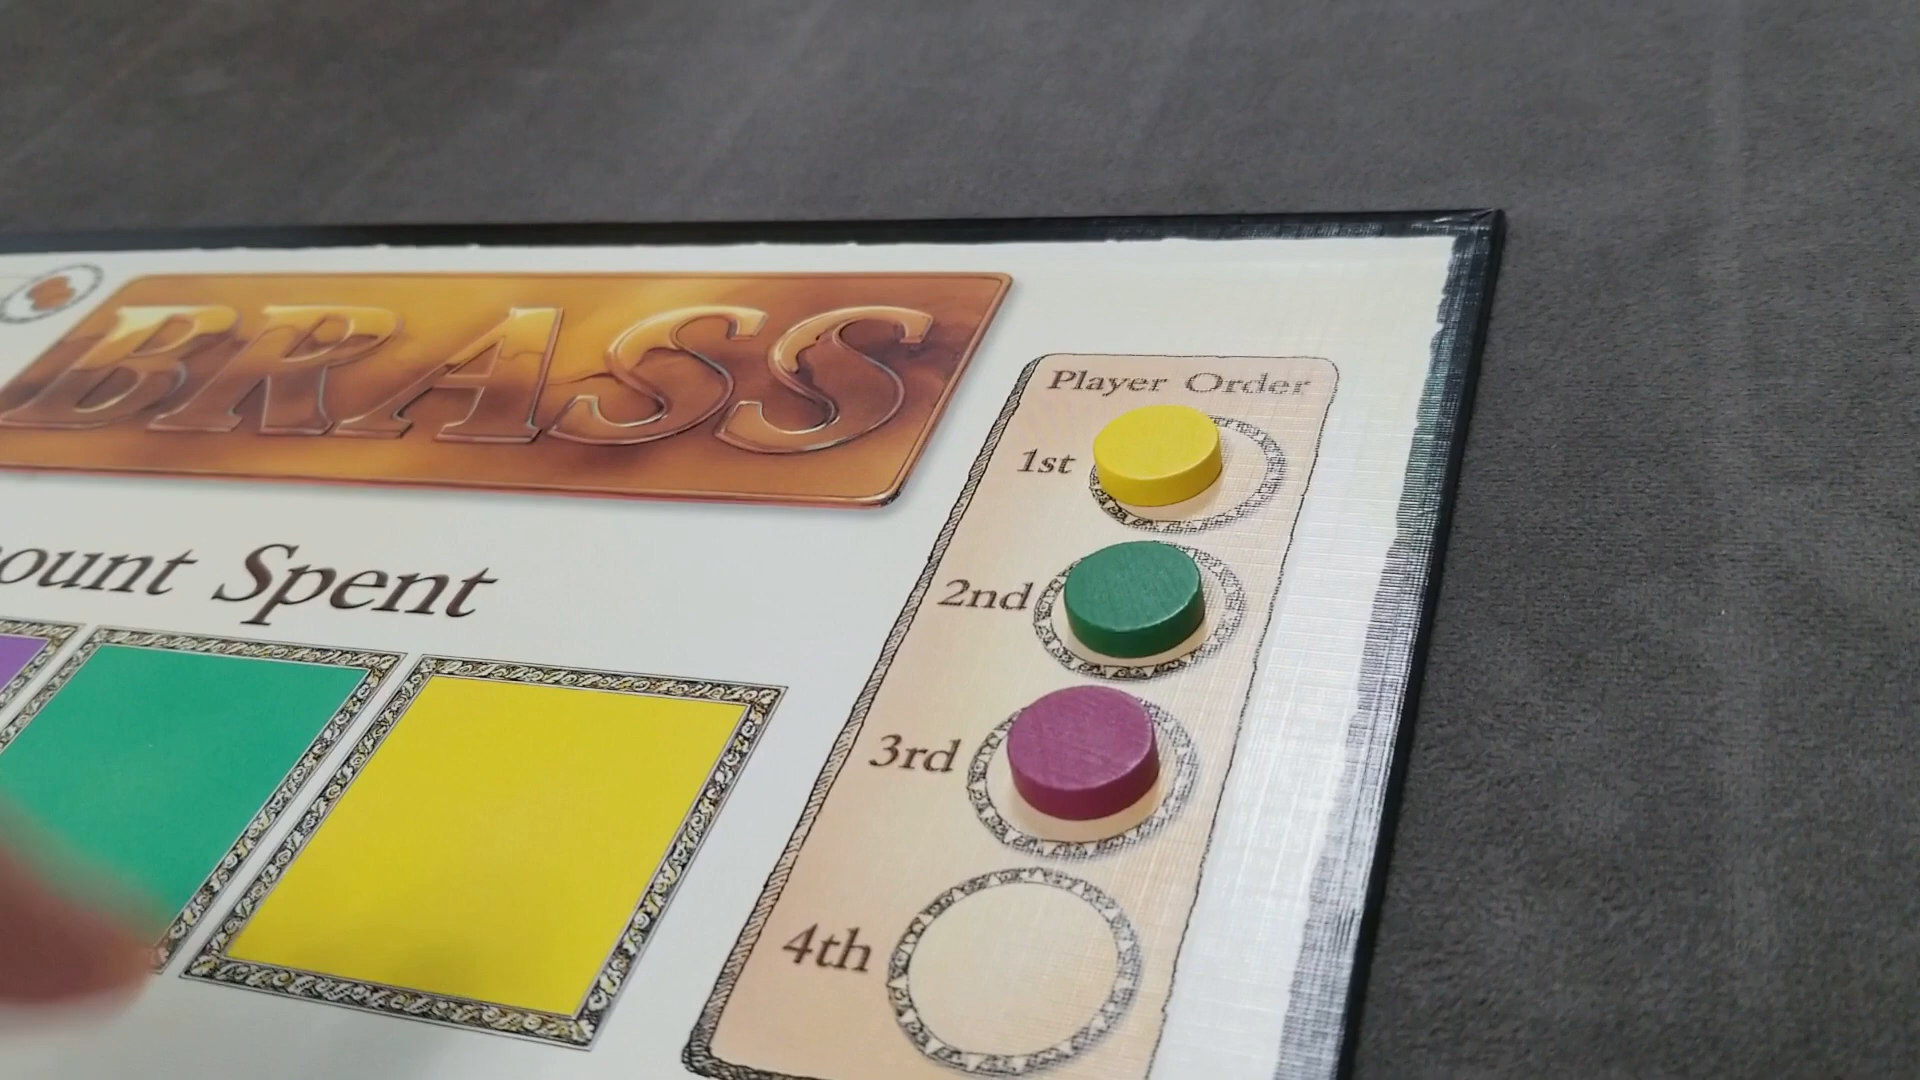 BRASS
Player Order
1st
ount Spent
2nd
3rd
4th